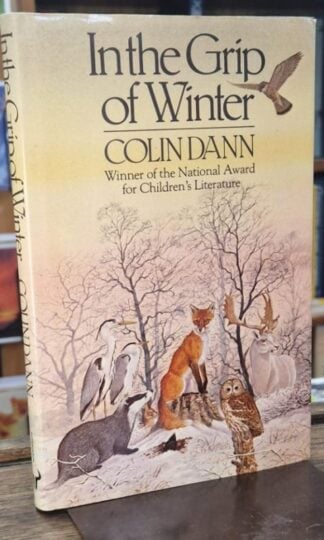 In the Grip
of Winter
COLIN DANN
Winner of the National Award
for Children's Literature
In the Grip of Winter COLIN DANN